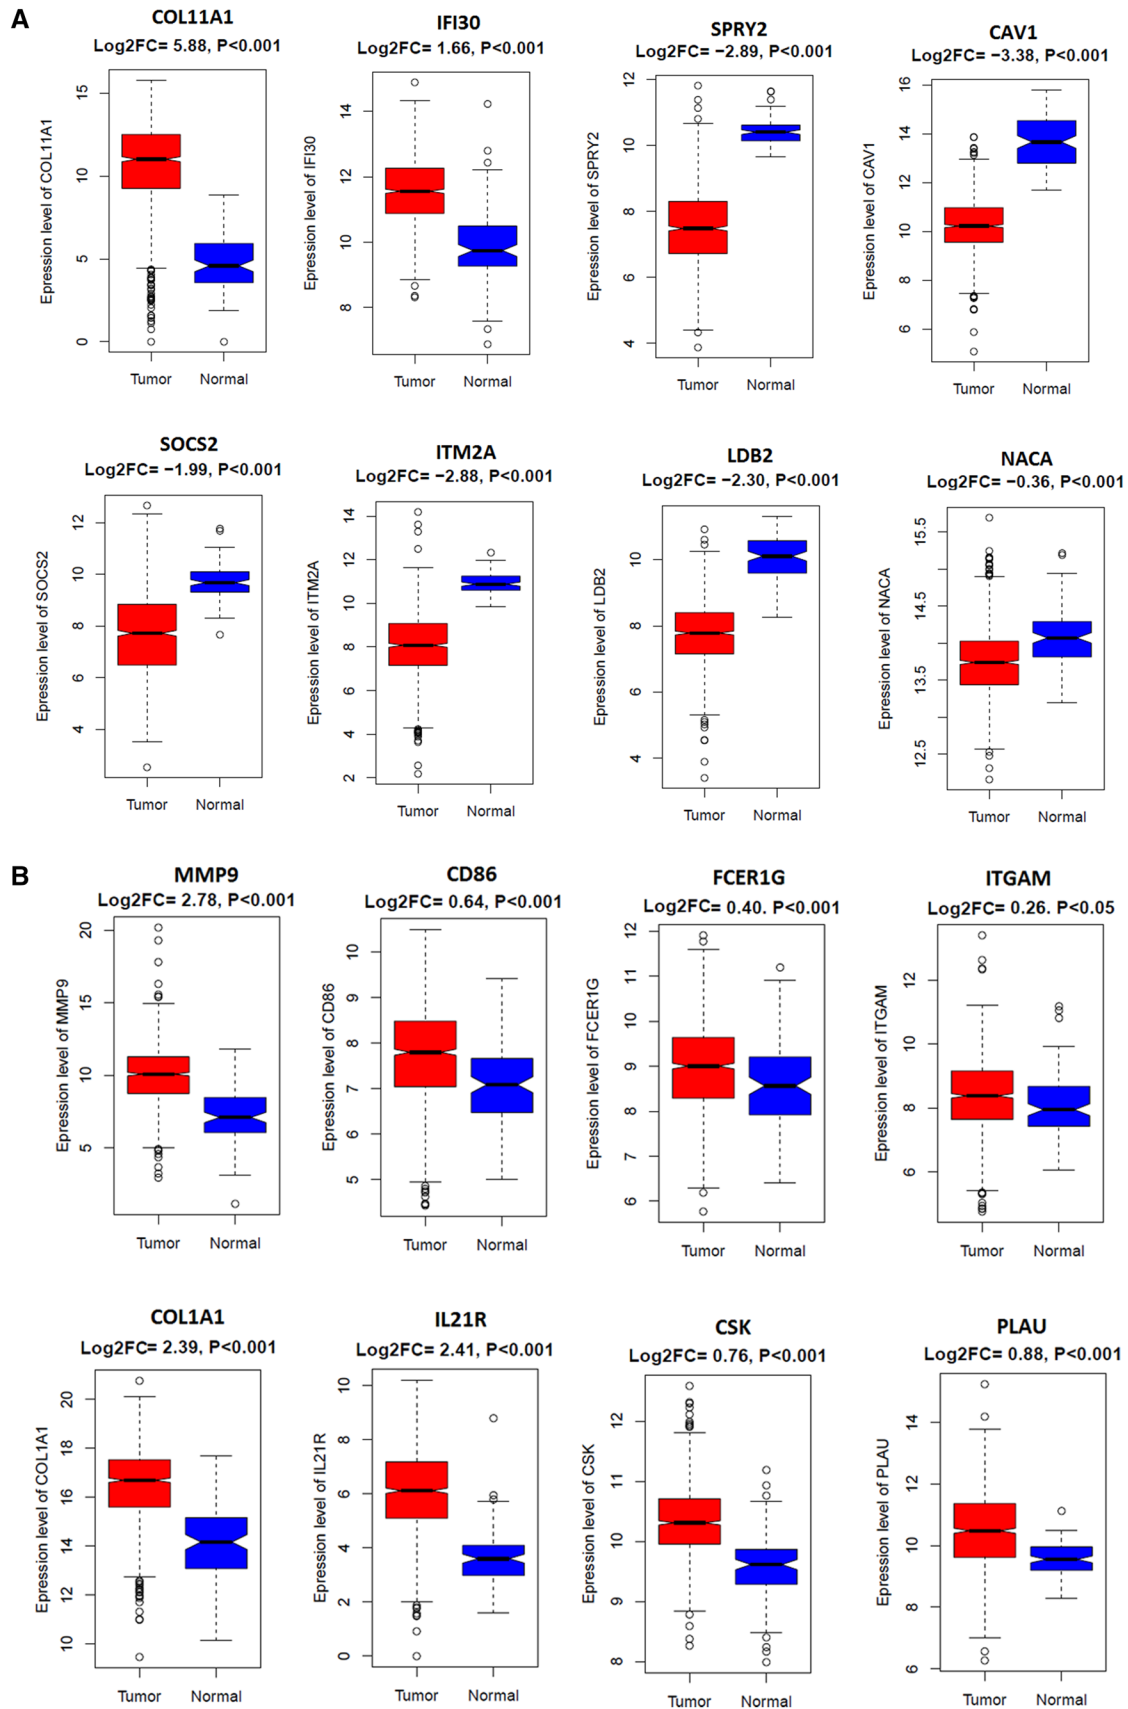 A
COL11A1
Log2FC= 5.88, P<0.001
Epression level of COL11A1
15
10
5
0
Tumor Normal
IFI30
Log2FC= 1.66, P<0.001
Epression level of IFI30
14
12
10
8
Tumor Normal
SPRY2
Log2FC= −2.89, P<0.001
Epression level of SPRY2
12
10
8
6
4
Tumor Normal
CAV1
Log2FC= −3.38, P<0.001
Epression level of CAV1
16
14
12
10
8
6
Tumor Normal
SOCS2
Log2FC= −1.99, P<0.001
Epression level of SOCS2
12
10
8
6
4
Tumor Normal
ITM2A
Log2FC= −2.88, P<0.001
Epression level of ITM2A
14
12
10
8
6
4
2
Tumor Normal
LDB2
Log2FC= −2.30, P<0.001
Epression level of LDB2
10
8
6
4
Tumor Normal
NACA
Log2FC= −0.36, P<0.001
Epression level of NACA
15.5
14.5
13.5
12.5
Tumor Normal
B
MMP9
Log2FC= 2.78, P<0.001
Epression level of MMP9
20
15
10
5
Tumor Normal
CD86
Log2FC= 0.64, P<0.001
Epression level of CD86
10
9
8
7
6
5
Tumor Normal
FCER1G
Log2FC= 0.40. P<0.001
Epression level of FCER1G
12
11
10
9
8
7
6
Tumor Normal
ITGAM
Log2FC= 0.26. P<0.05
Epression level of ITGAM
12
10
8
6
Tumor Normal
COL1A1
Log2FC= 2.39, P<0.001
Epression level of COL1A1
20
18
16
14
12
10
Tumor Normal
IL21R
Log2FC= 2.41, P<0.001
Epression level of IL21R
10
8
6
4
2
0
Tumor Normal
CSK
Log2FC= 0.76, P<0.001
Epression level of CSK
12
11
10
9
8
Tumor Normal
PLAU
Log2FC= 0.88, P<0.001
Epression level of PLAU
14
12
10
8
6
Tumor Normal